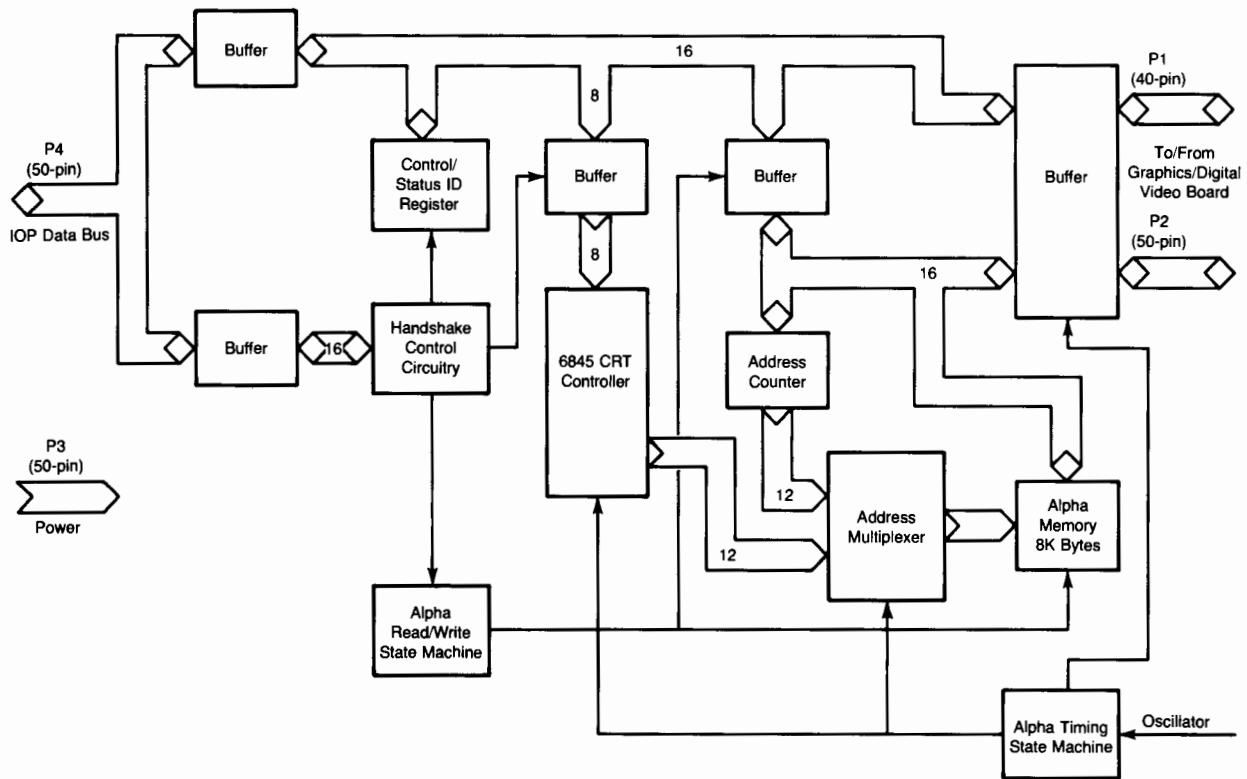 Buffer
16
P1
(40-pin)
8
P4
(50-pin)
Control/
Status ID
Register
Buffer
Buffer
Buffer
To/From
Graphics/Digital
Video Board
IOP Data Bus
8
P2
(50-pin)
16
Buffer
16
Handshake
Control
Circuitry
6845 CRT
Controller
Address
Counter
P3
(50-pin)
Power
12
Address
Multiplexer
Alpha
Memory
8K Bytes
12
Alpha
Read/Write
State Machine
Alpha Timing
State Machine
Oscillator